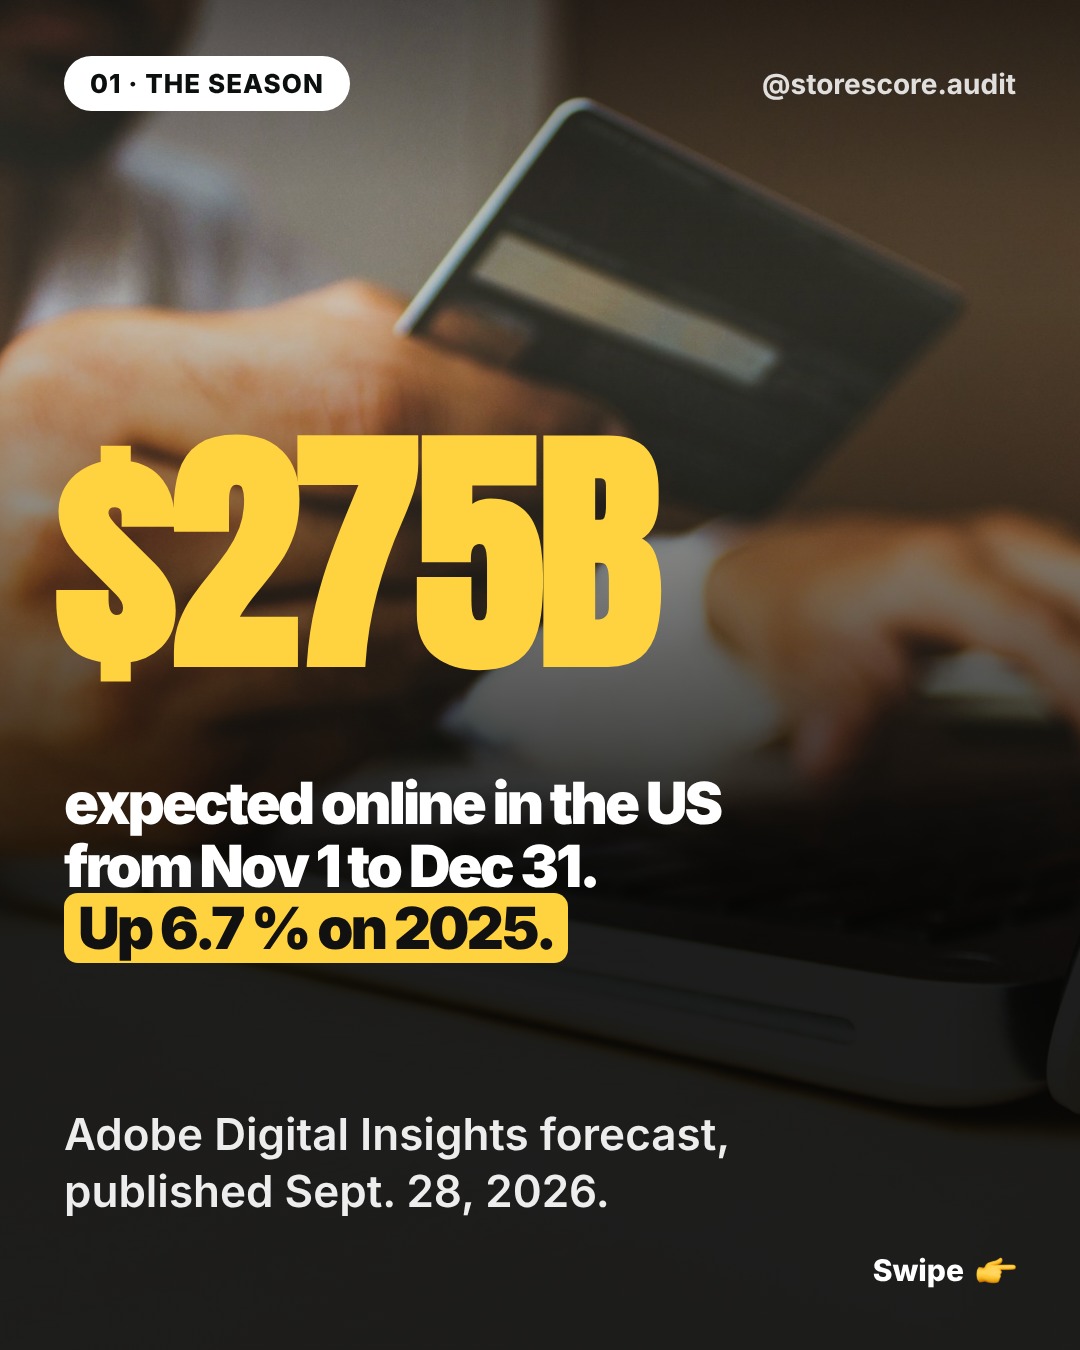 01 · THE SEASON
@storescore.audit
$275B
expected online in the US
from Nov 1 to Dec 31.
Up 6.7 % on 2025.
Adobe Digital Insights forecast,
published Sept. 28, 2026.
Swipe 👉